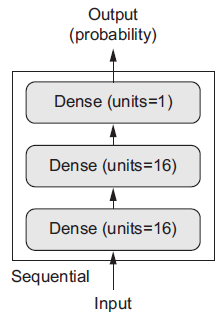 Output
(probability)
Dense (units=1)
Dense (units=16)
Dense (units=16)
Sequential
Input